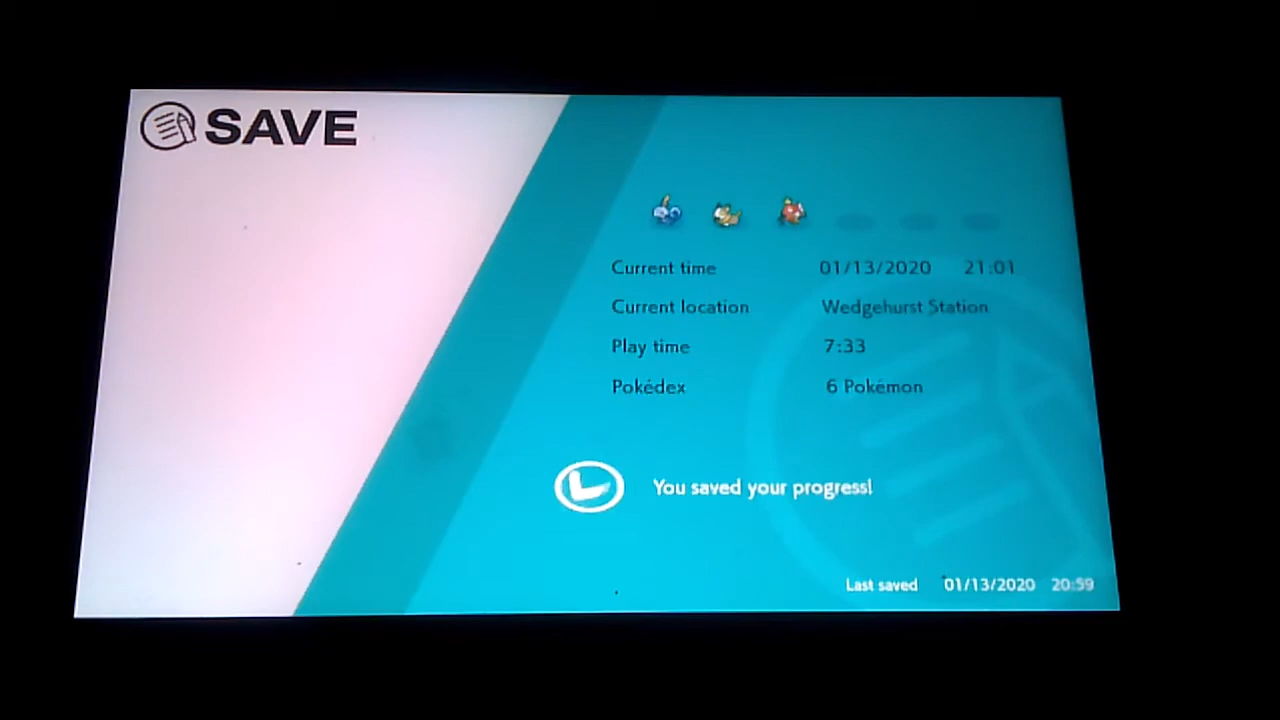 SAVE
Current time 01/13/2020 21:01
Current location Wedgehurst Station
Play time 7:33
Pokédex 6 Pokémon
You saved your progress!
Last saved 01/13/2020 20:59